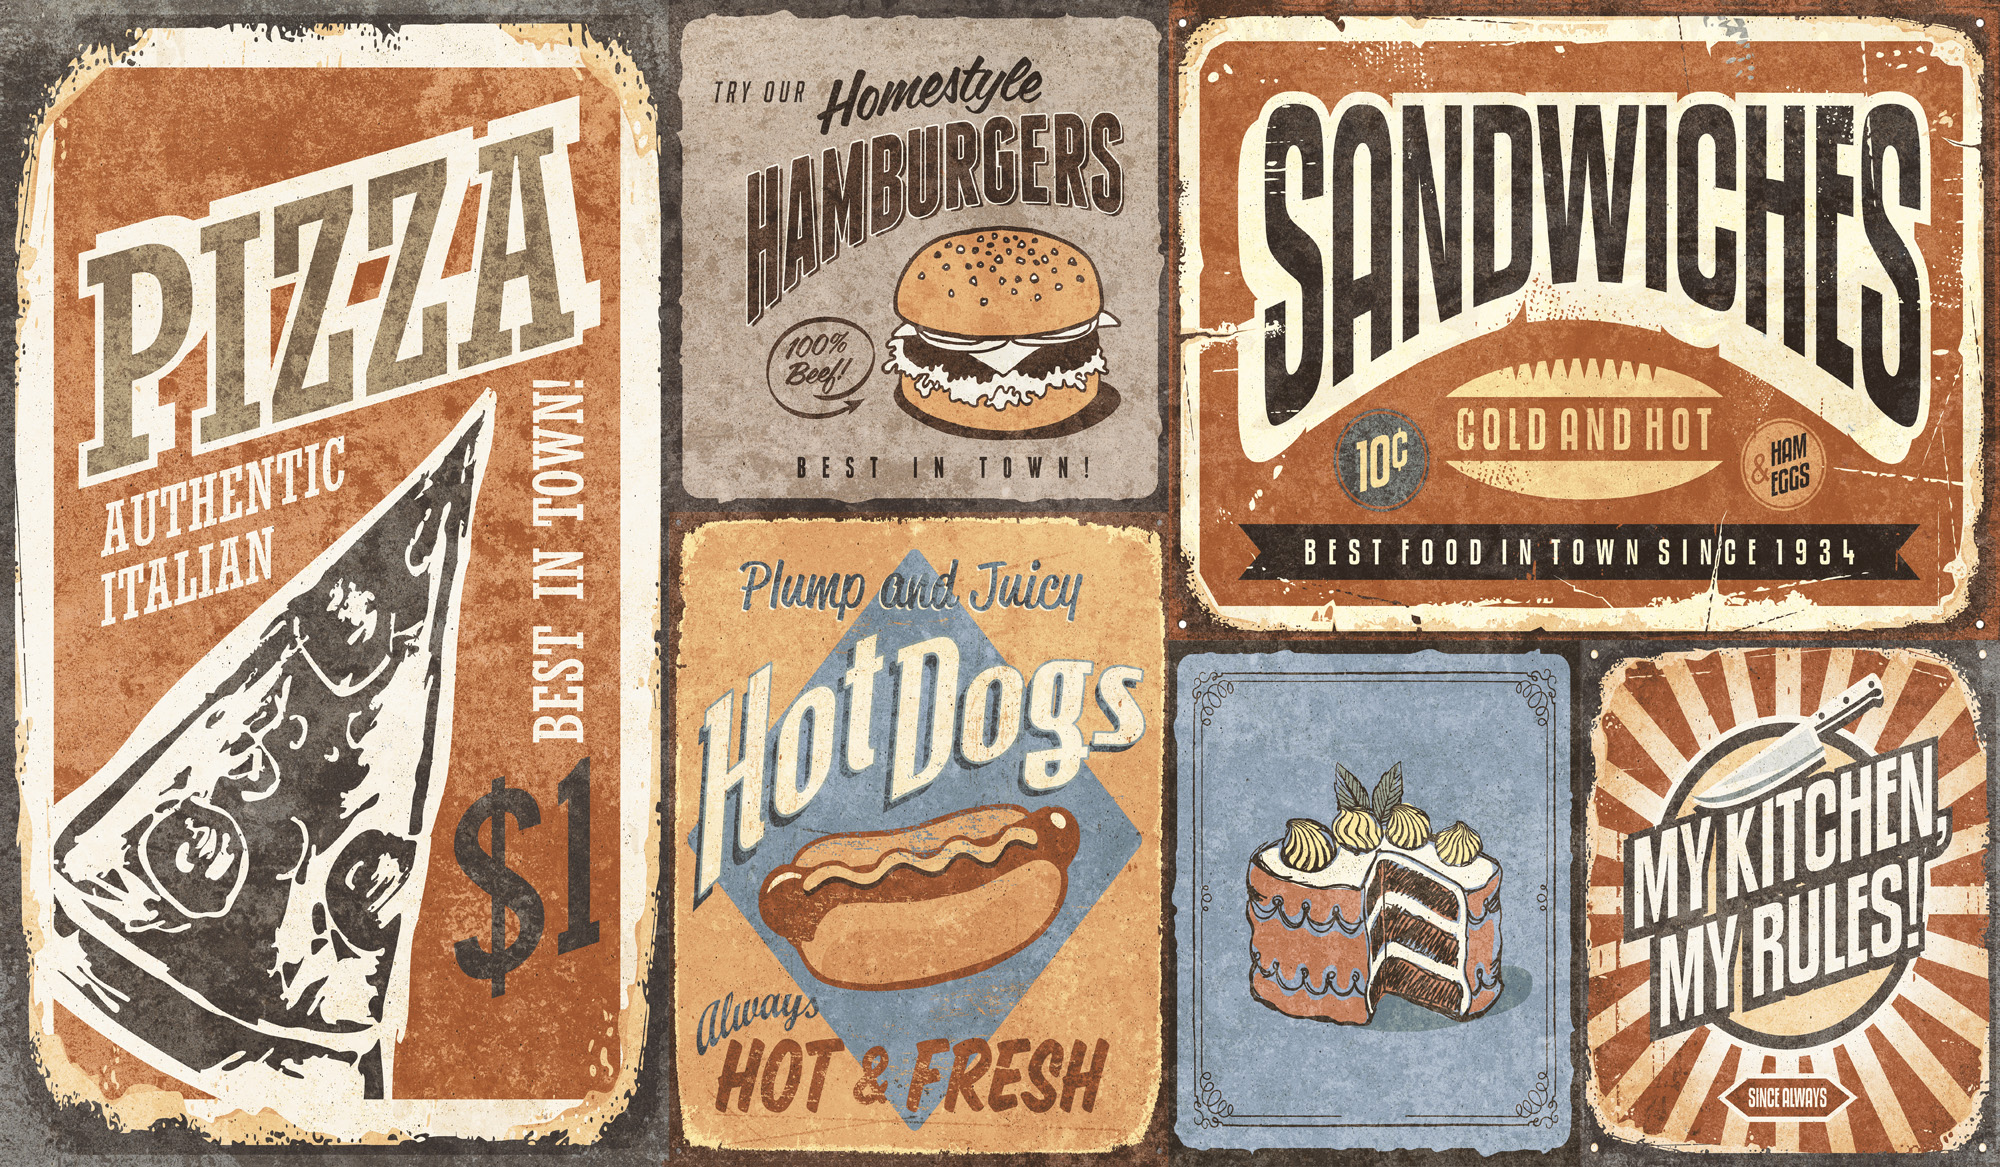 PIZZA
AUTHENTIC
ITALIAN
BEST IN TOWN!
$1
TRY OUR Homestyle
HAMBURGERS
100%
Beef!
BEST IN TOWN!
Plump and Juicy
Hot Dogs
Always
HOT & FRESH
SANDWICHES
COLD AND HOT
10¢
HAM
& EGGS
BEST FOOD IN TOWN SINCE 1934
MY KITCHEN,
MY RULES!
SINCE ALWAYS